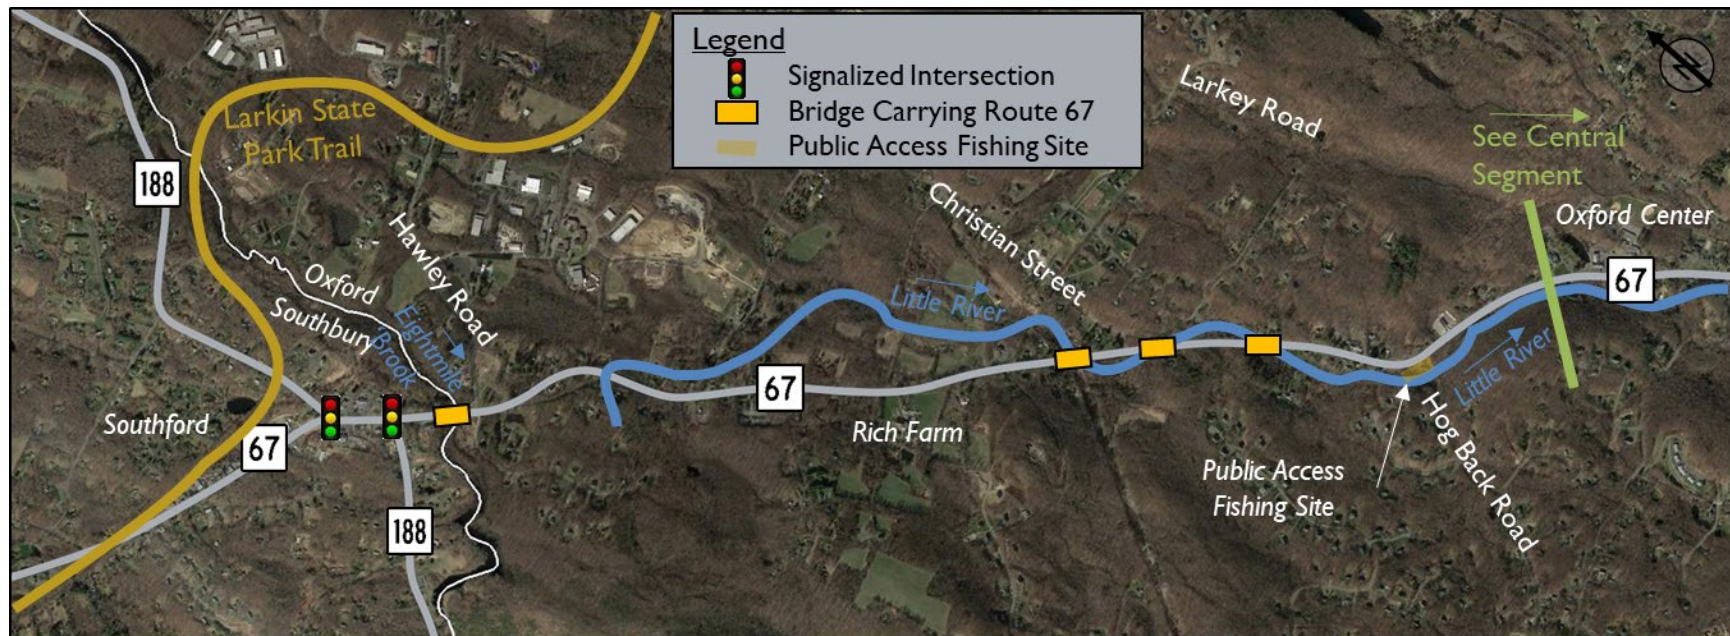 Legend
Signalized Intersection
Bridge Carrying Route 67
Public Access Fishing Site
Larkin State
Park Trail
188
Hawley Road
Oxford
Southbury
Eightmile
Brook
Southford
67
188
Little River
67
Rich Farm
Christian Street
Larkey Road
See Central
Segment
Oxford Center
67
Little River
Hog Back Road
Public Access
Fishing Site